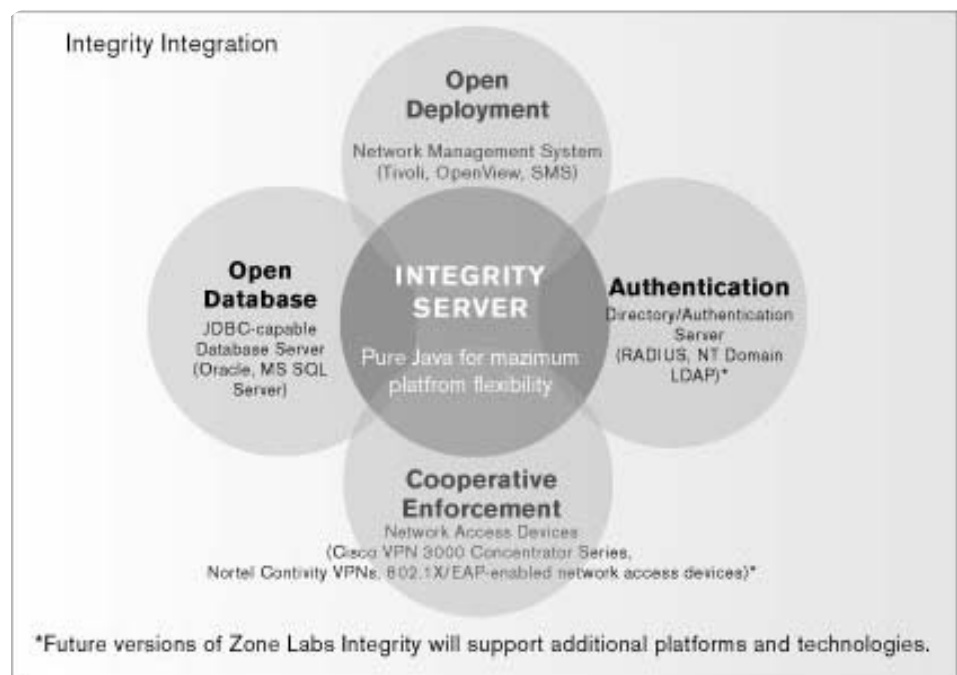 Integrity Integration
Open
Deployment
Network Management System
(Tivoli, OpenView, SMS)
Open
Database
JDBC-capable
Database Server
(Oracle, MS SQL
Server)
INTEGRITY
SERVER
Pure Java for mazimum
platfrom flexibility
Authentication
Directory/Authentication
Server
(RADIUS, NT Domain
LDAP)*
Cooperative
Enforcement
Network Access Devices
(Cisco VPN 3000 Concentrator Series,
Nortel Contivity VPNs, 802.1X/EAP-enabled network access devices)*
*Future versions of Zone Labs Integrity will support additional platforms and technologies.